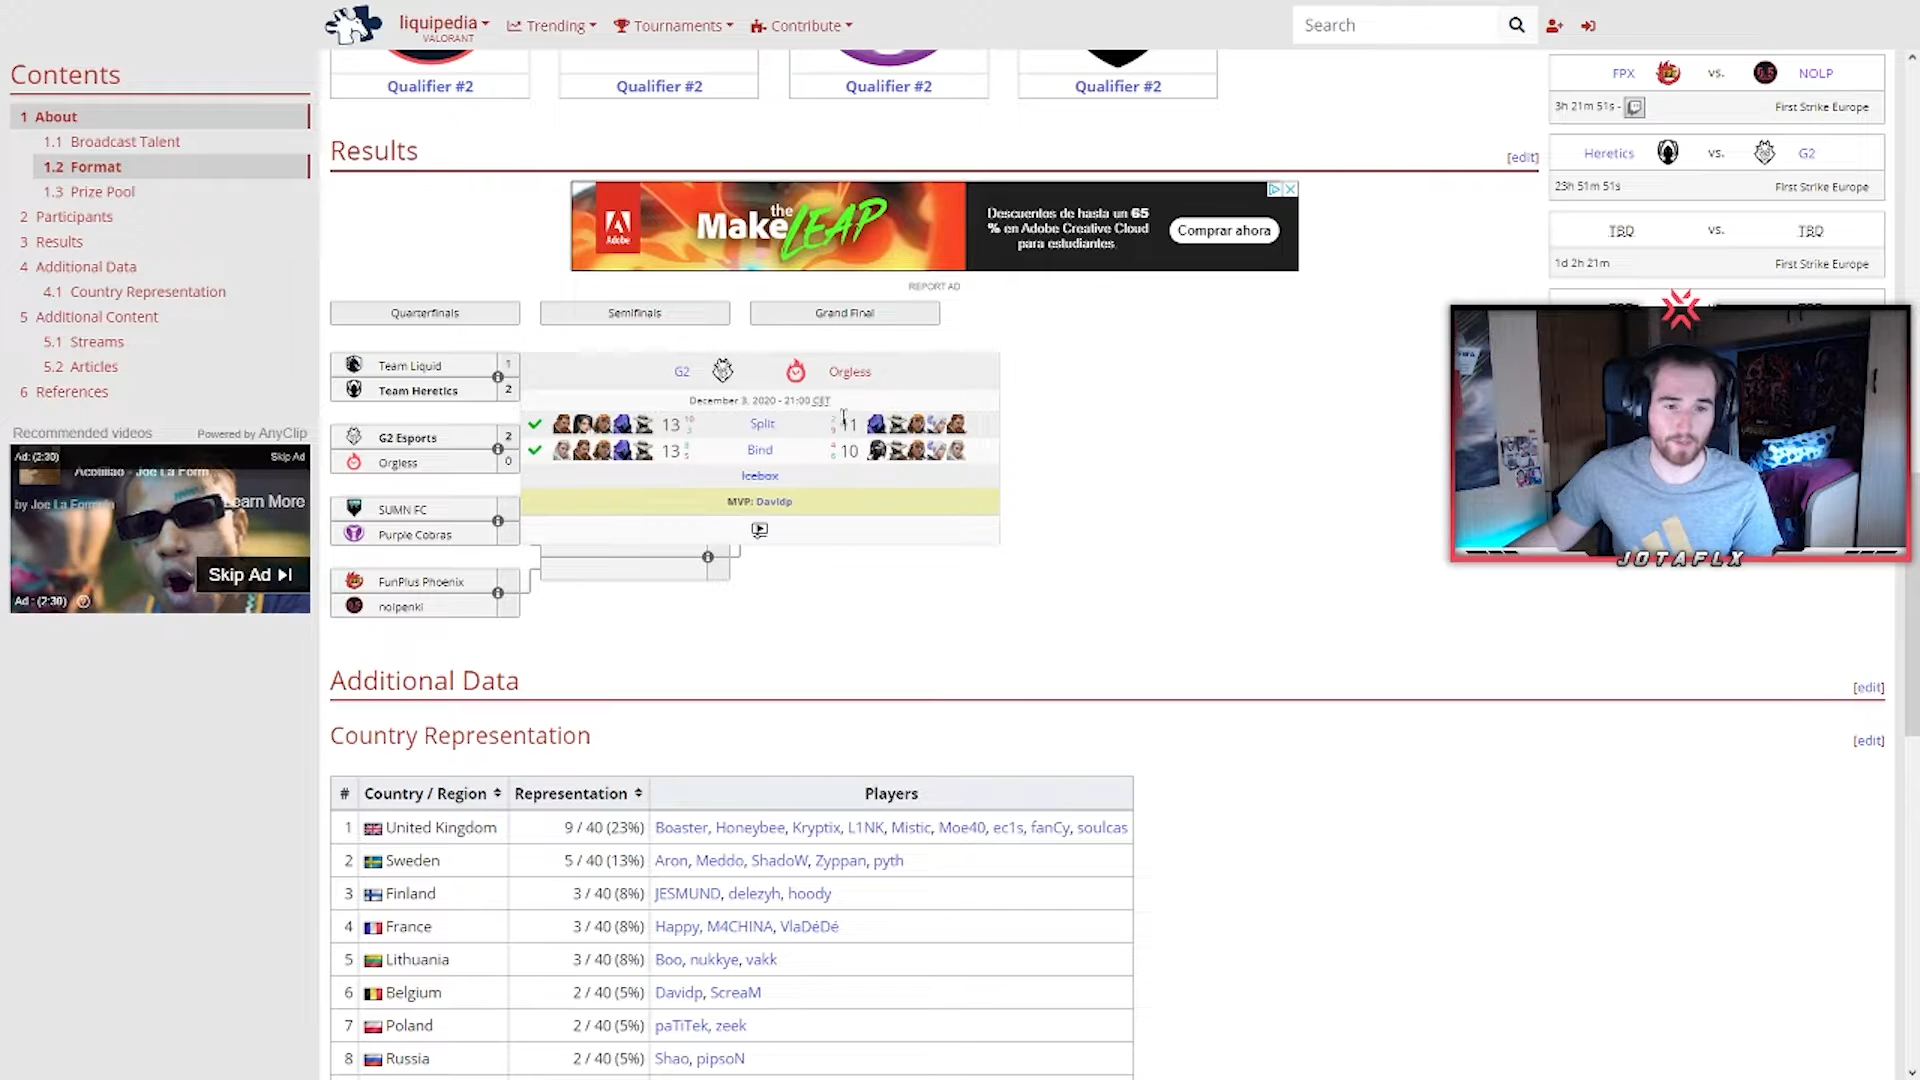 liquipedia
VALORANT
Trending
Tournaments
Contribute
Search
Contents
1 About
1.1 Broadcast Talent
1.2 Format
1.3 Prize Pool
2 Participants
3 Results
4 Additional Data
4.1 Country Representation
5 Additional Content
5.1 Streams
5.2 Articles
6 References
Recommended videos Powered by AnyClip
Ad: (2:30) Skip Ad
Learn More
Skip Ad
Ad : (2:30)
Qualifier #2 Qualifier #2 Qualifier #2 Qualifier #2
Results [edit]
Adobe
Make the LEAP
Descuentos de hasta un 65
% en Adobe Creative Cloud
para estudiantes.
Comprar ahora
REPORT AD
Quarterfinals Semifinals Grand Final
Team Liquid 1
Team Heretics 2
G2 Esports 2
Orgless 0
SUMN FC
Purple Cobras
FunPlus Phoenix
nolpenki
G2 Orgless
December 3, 2020 - 21:00 CET
13 Split 11
13 Bind 10
Icebox
MVP: Davidp
Additional Data [edit]
Country Representation [edit]
# Country / Region Representation Players
1 United Kingdom 9 / 40 (23%) Boaster, Honeybee, Kryptix, L1NK, Mistic, Moe40, ec1s, fanCy, soulcas
2 Sweden 5 / 40 (13%) Aron, Meddo, ShadoW, Zyppan, pyth
3 Finland 3 / 40 (8%) JESMUND, delezyh, hoody
4 France 3 / 40 (8%) Happy, M4CHINA, VlaDéDé
5 Lithuania 3 / 40 (8%) Boo, nukkye, vakk
6 Belgium 2 / 40 (5%) Davidp, ScreaM
7 Poland 2 / 40 (5%) paTiTek, zeek
8 Russia 2 / 40 (5%) Shao, pipsoN
FPX vs. NOLP
3h 21m 51s - First Strike Europe
Heretics vs. G2
23h 51m 51s First Strike Europe
TBD vs. TBD
1d 2h 21m First Strike Europe
JOTAFLX